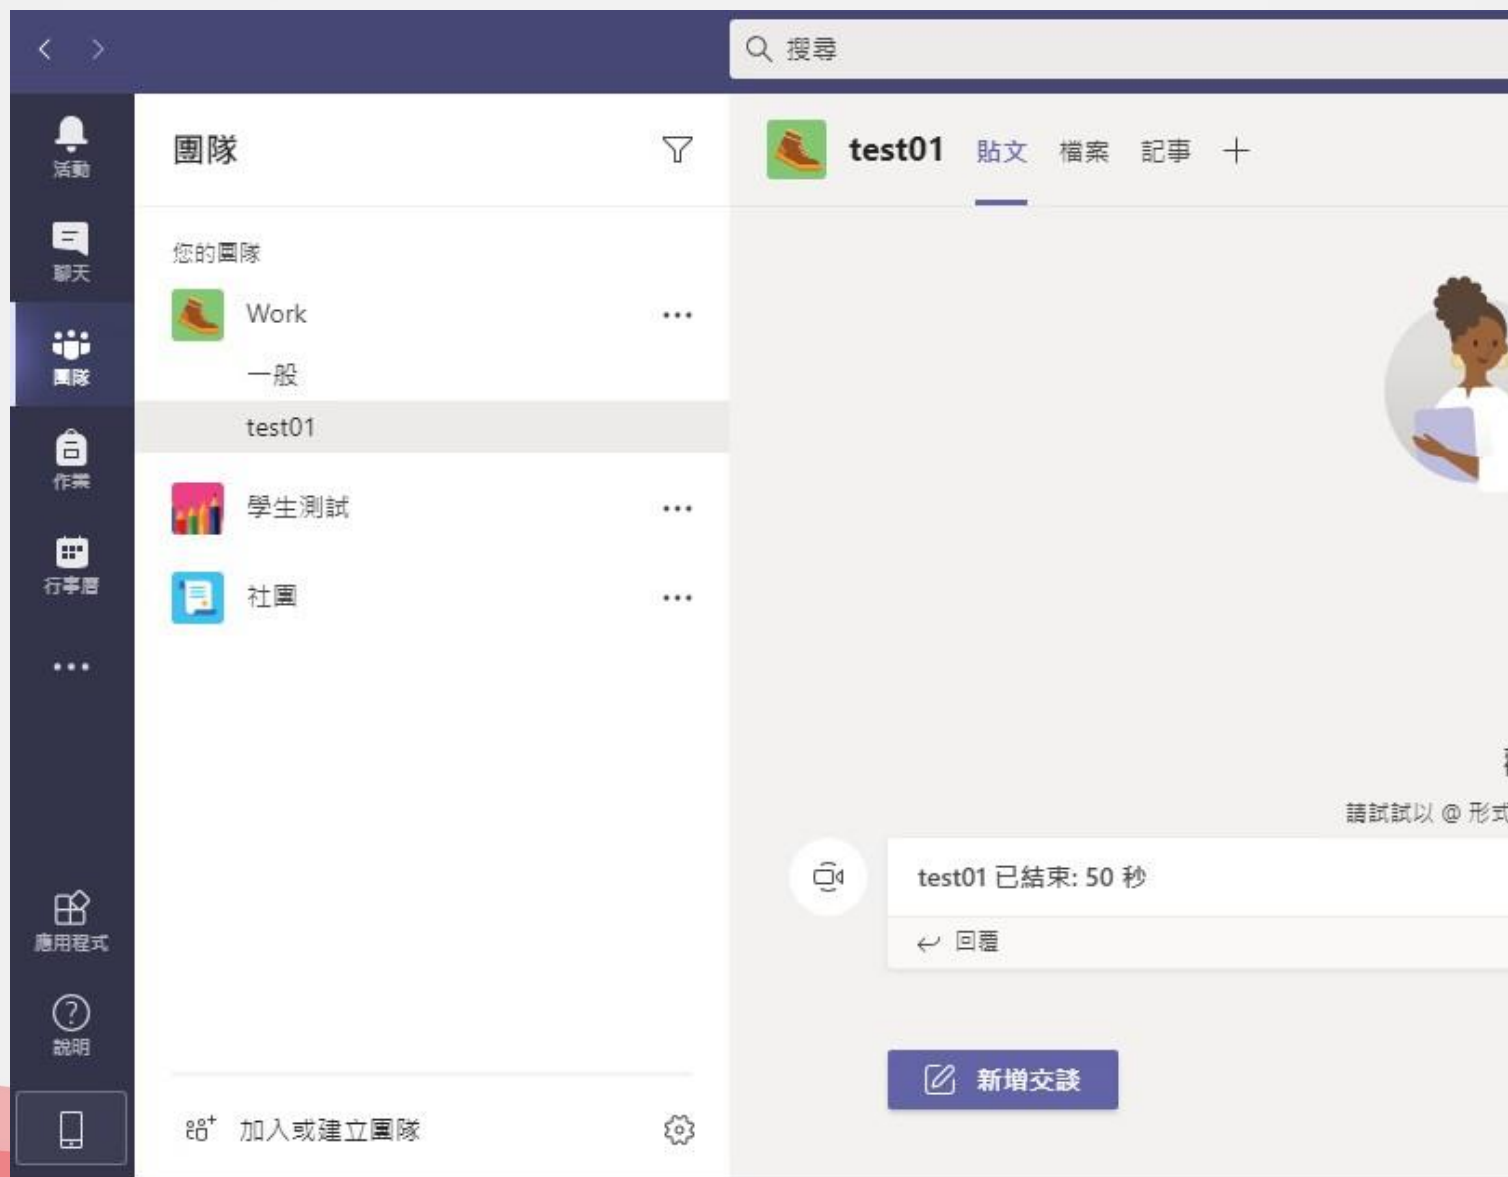 搜尋
活動
聊天
團隊
作業
行事曆
應用程式
說明
團隊
您的團隊
Work
一般
test01
學生測試
社團
加入或建立團隊
test01 貼文 檔案 記事
請試試以 @ 形式
test01 已結束: 50 秒
回覆
新增交談